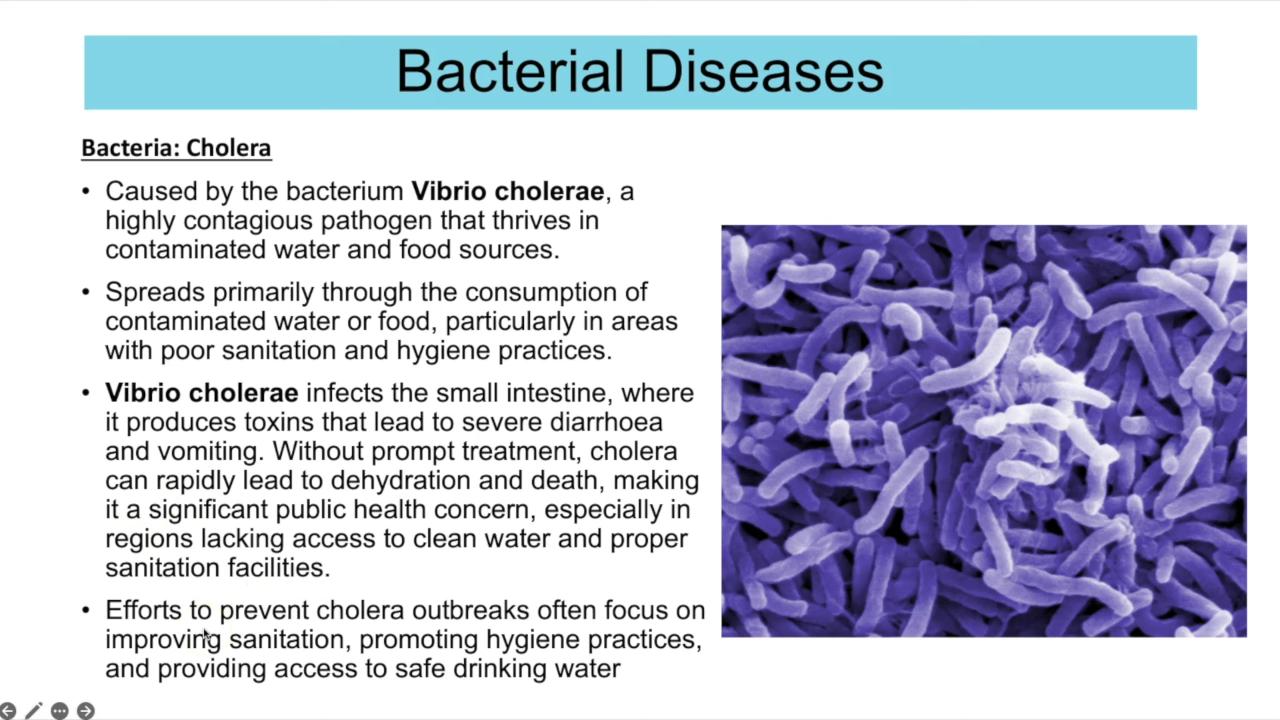 Bacterial Diseases
Bacteria: Cholera
• Caused by the bacterium Vibrio cholerae, a
highly contagious pathogen that thrives in
contaminated water and food sources.
• Spreads primarily through the consumption of
contaminated water or food, particularly in areas
with poor sanitation and hygiene practices.
• Vibrio cholerae infects the small intestine, where
it produces toxins that lead to severe diarrhoea
and vomiting. Without prompt treatment, cholera
can rapidly lead to dehydration and death, making
it a significant public health concern, especially in
regions lacking access to clean water and proper
sanitation facilities.
• Efforts to prevent cholera outbreaks often focus on
improving sanitation, promoting hygiene practices,
and providing access to safe drinking water